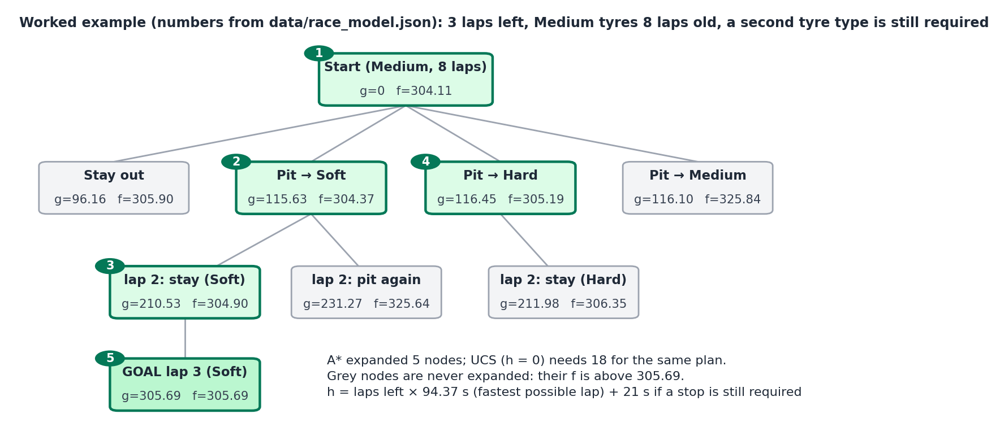 Worked example (numbers from data/race_model.json): 3 laps left, Medium tyres 8 laps old, a second tyre type is still required
1
Start (Medium, 8 laps)
g=0 f=304.11
Stay out
g=96.16 f=305.90
2
Pit → Soft
g=115.63 f=304.37
4
Pit → Hard
g=116.45 f=305.19
Pit → Medium
g=116.10 f=325.84
3
lap 2: stay (Soft)
g=210.53 f=304.90
lap 2: pit again
g=231.27 f=325.64
lap 2: stay (Hard)
g=211.98 f=306.35
5
GOAL lap 3 (Soft)
g=305.69 f=305.69
A* expanded 5 nodes; UCS (h = 0) needs 18 for the same plan.
Grey nodes are never expanded: their f is above 305.69.
h = laps left × 94.37 s (fastest possible lap) + 21 s if a stop is still required